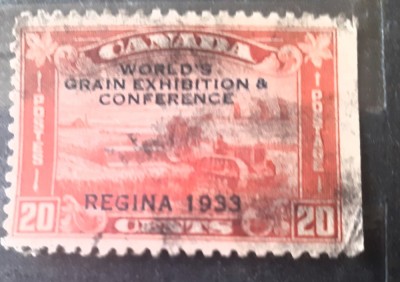 CANADA
WORLD'S
GRAIN EXHIBITION &
CONFERENCE
POSTES
POSTAGE
REGINA 1933
20 CENTS 20